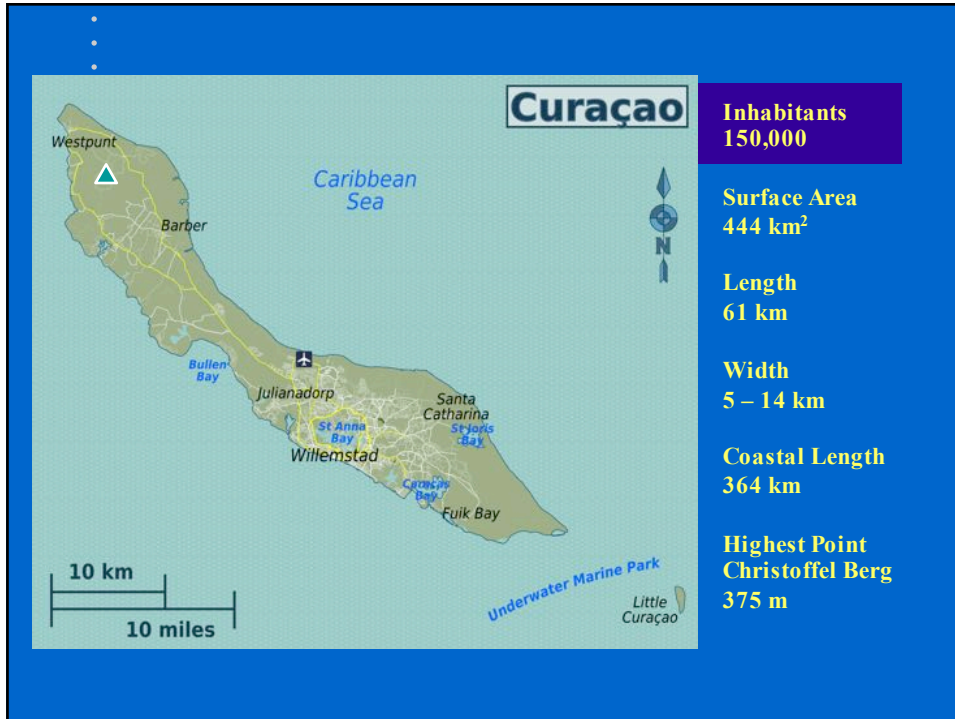 Curaçao
Westpunt
Caribbean
Sea
Barber
N
Bullen
Bay
Julianadorp
Santa
Catharina
St Anna
Bay
St Joris
Bay
Willemstad
Caracas
Bay
Fuik Bay
10 km
10 miles
Underwater Marine Park
Little
Curaçao
Inhabitants
150,000
Surface Area
444 km²
Length
61 km
Width
5 – 14 km
Coastal Length
364 km
Highest Point
Christoffel Berg
375 m